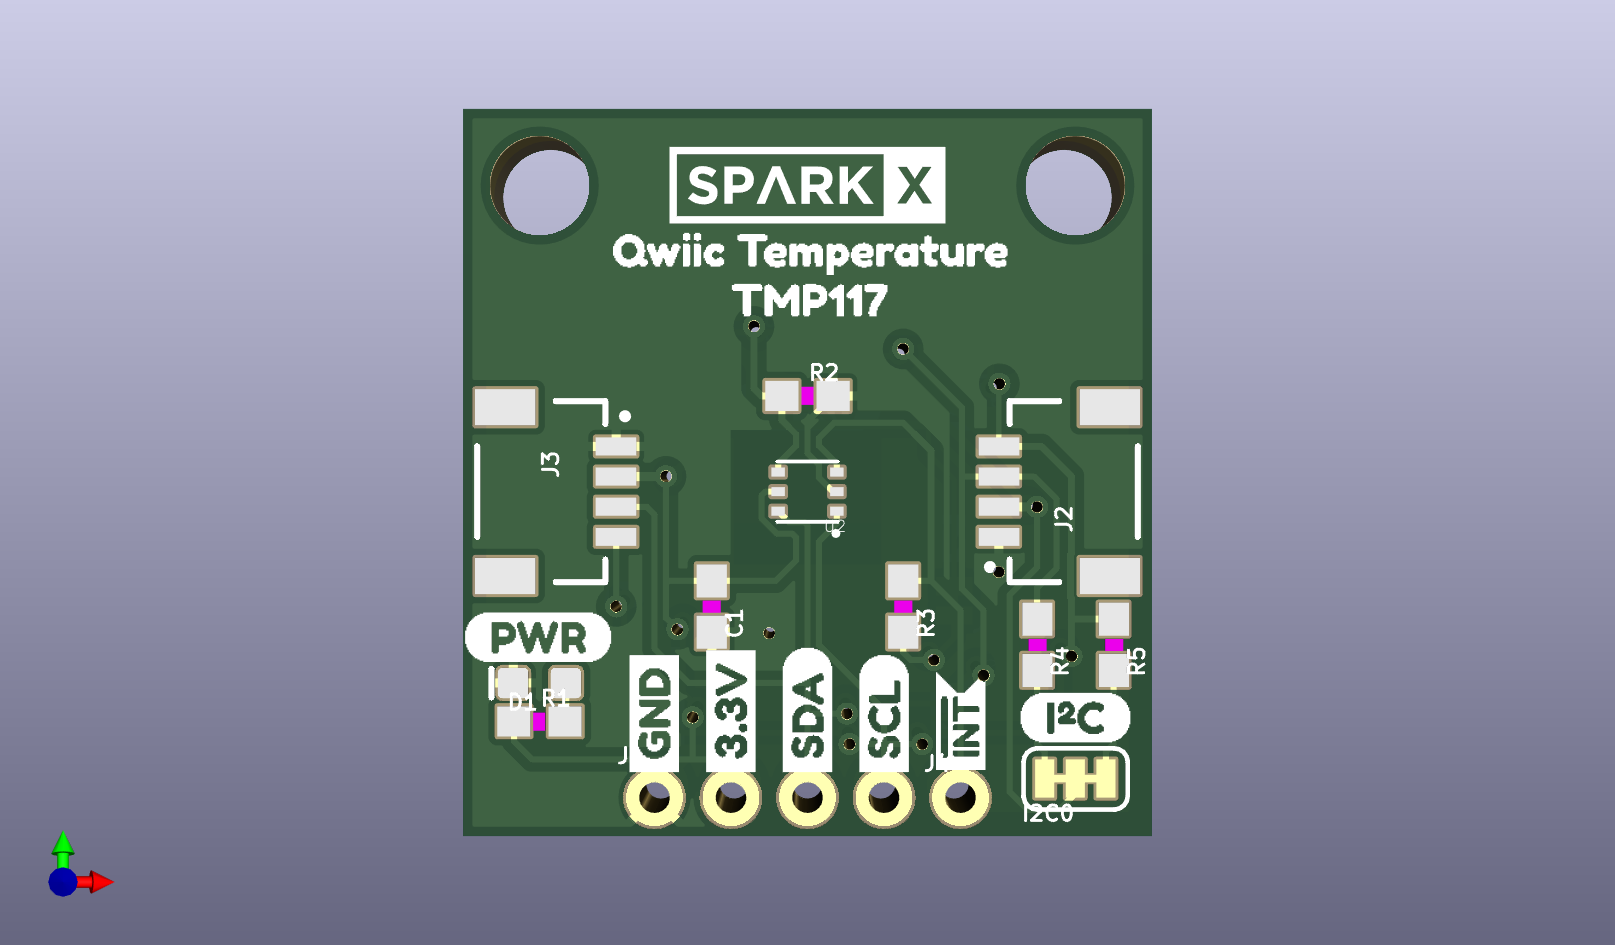 SPARK X
Qwiic Temperature
TMP117
R2
J3
J2
U2
C1
R3
R4
R5
PWR
D1
R1
GND
3.3V
SDA
SCL
INT
I²C
J
J
I2C0